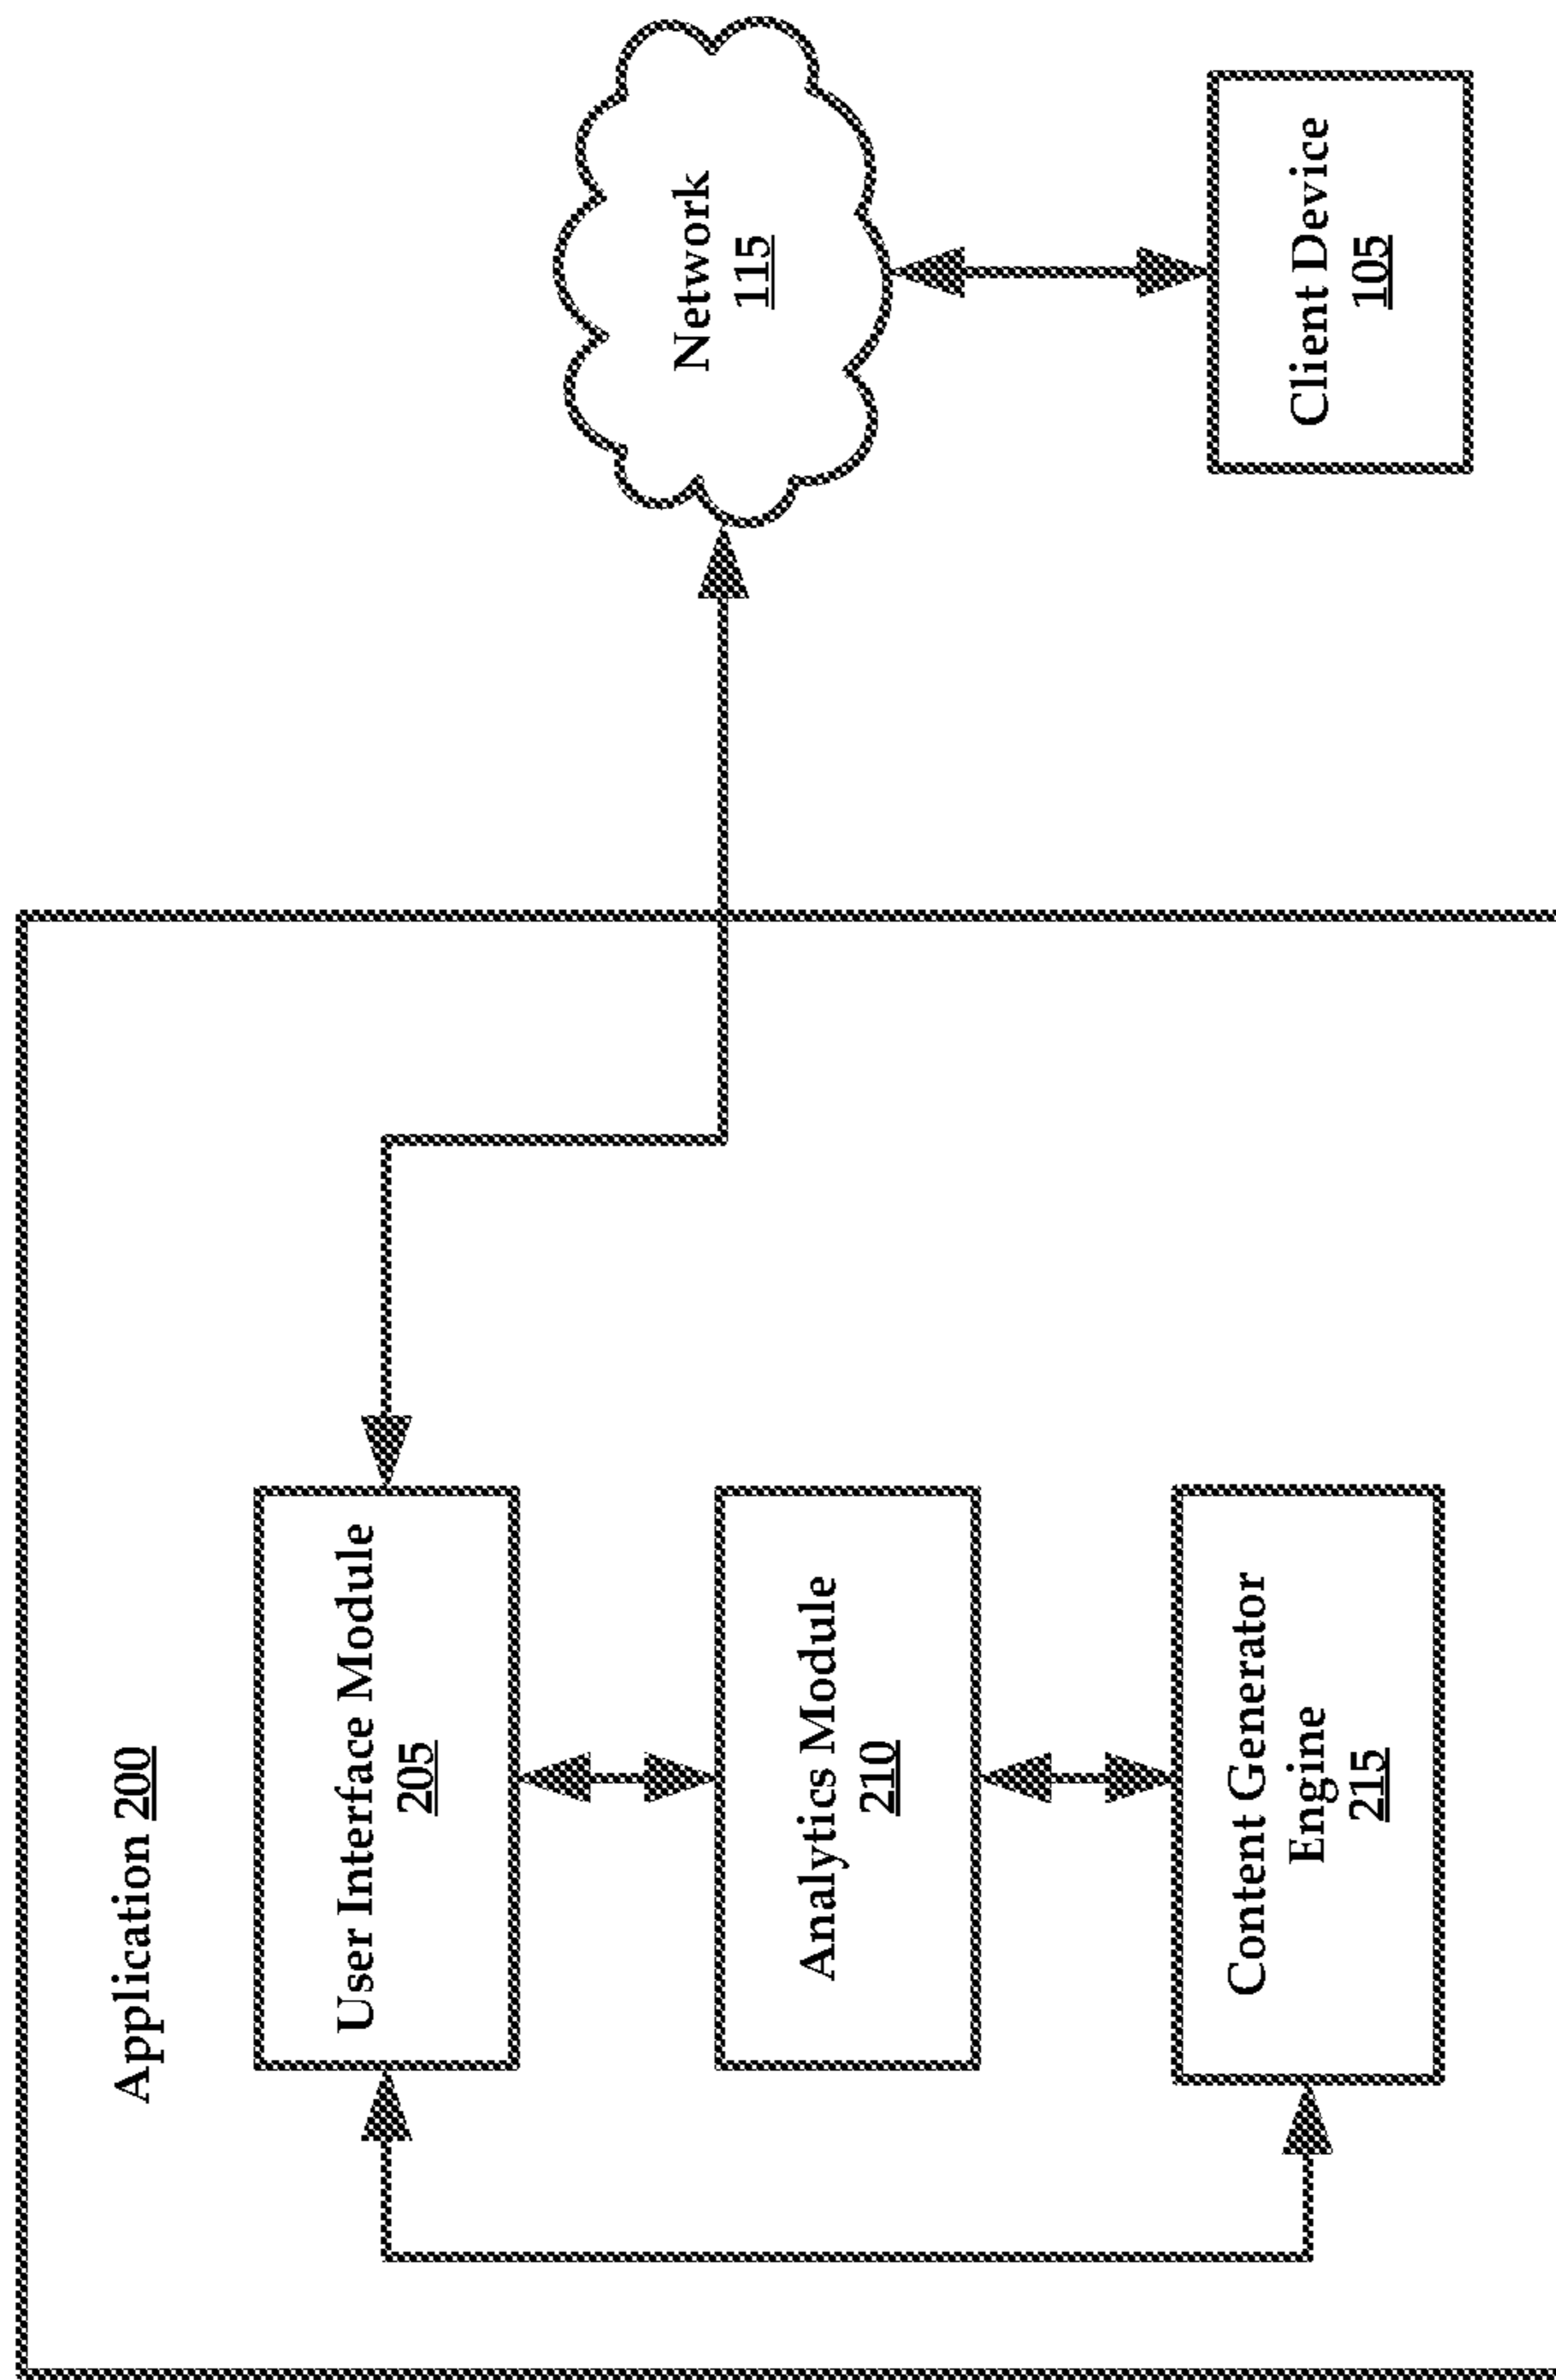 Application 200
User Interface Module
205
Analytics Module
210
Content Generator
Engine
215
Network
115
Client Device
105